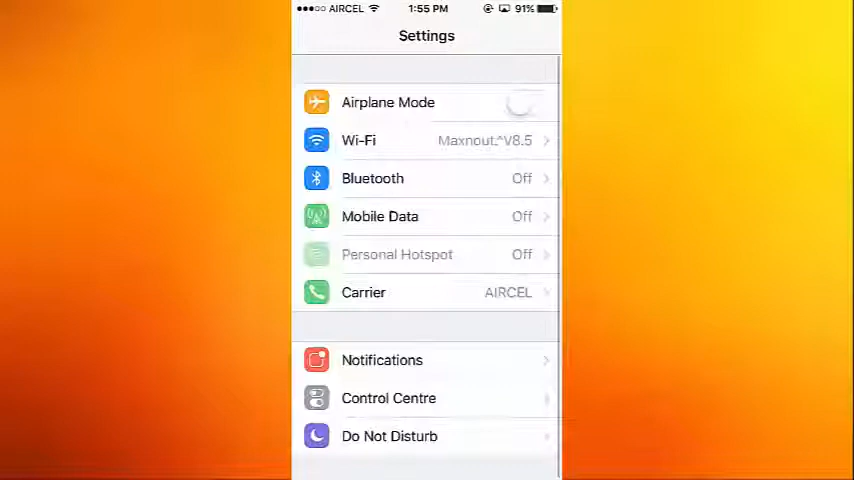 AIRCEL 1:55 PM 91%
Settings
Airplane Mode
Wi-Fi Maxnout.^V8.5
Bluetooth Off
Mobile Data Off
Personal Hotspot Off
Carrier AIRCEL
Notifications
Control Centre
Do Not Disturb